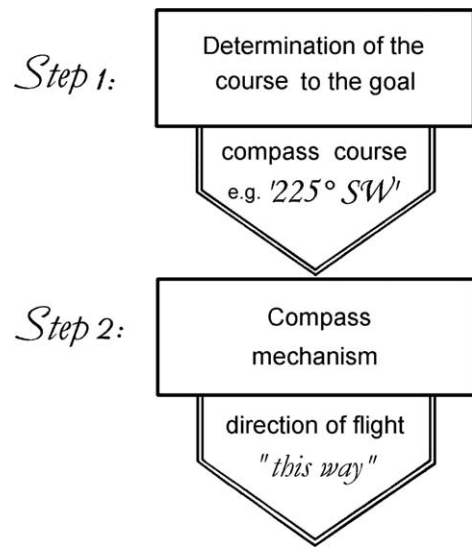 Step 1:
Determination of the
course to the goal
compass course
e.g. '225° SW'
Step 2:
Compass
mechanism
direction of flight
"this way"